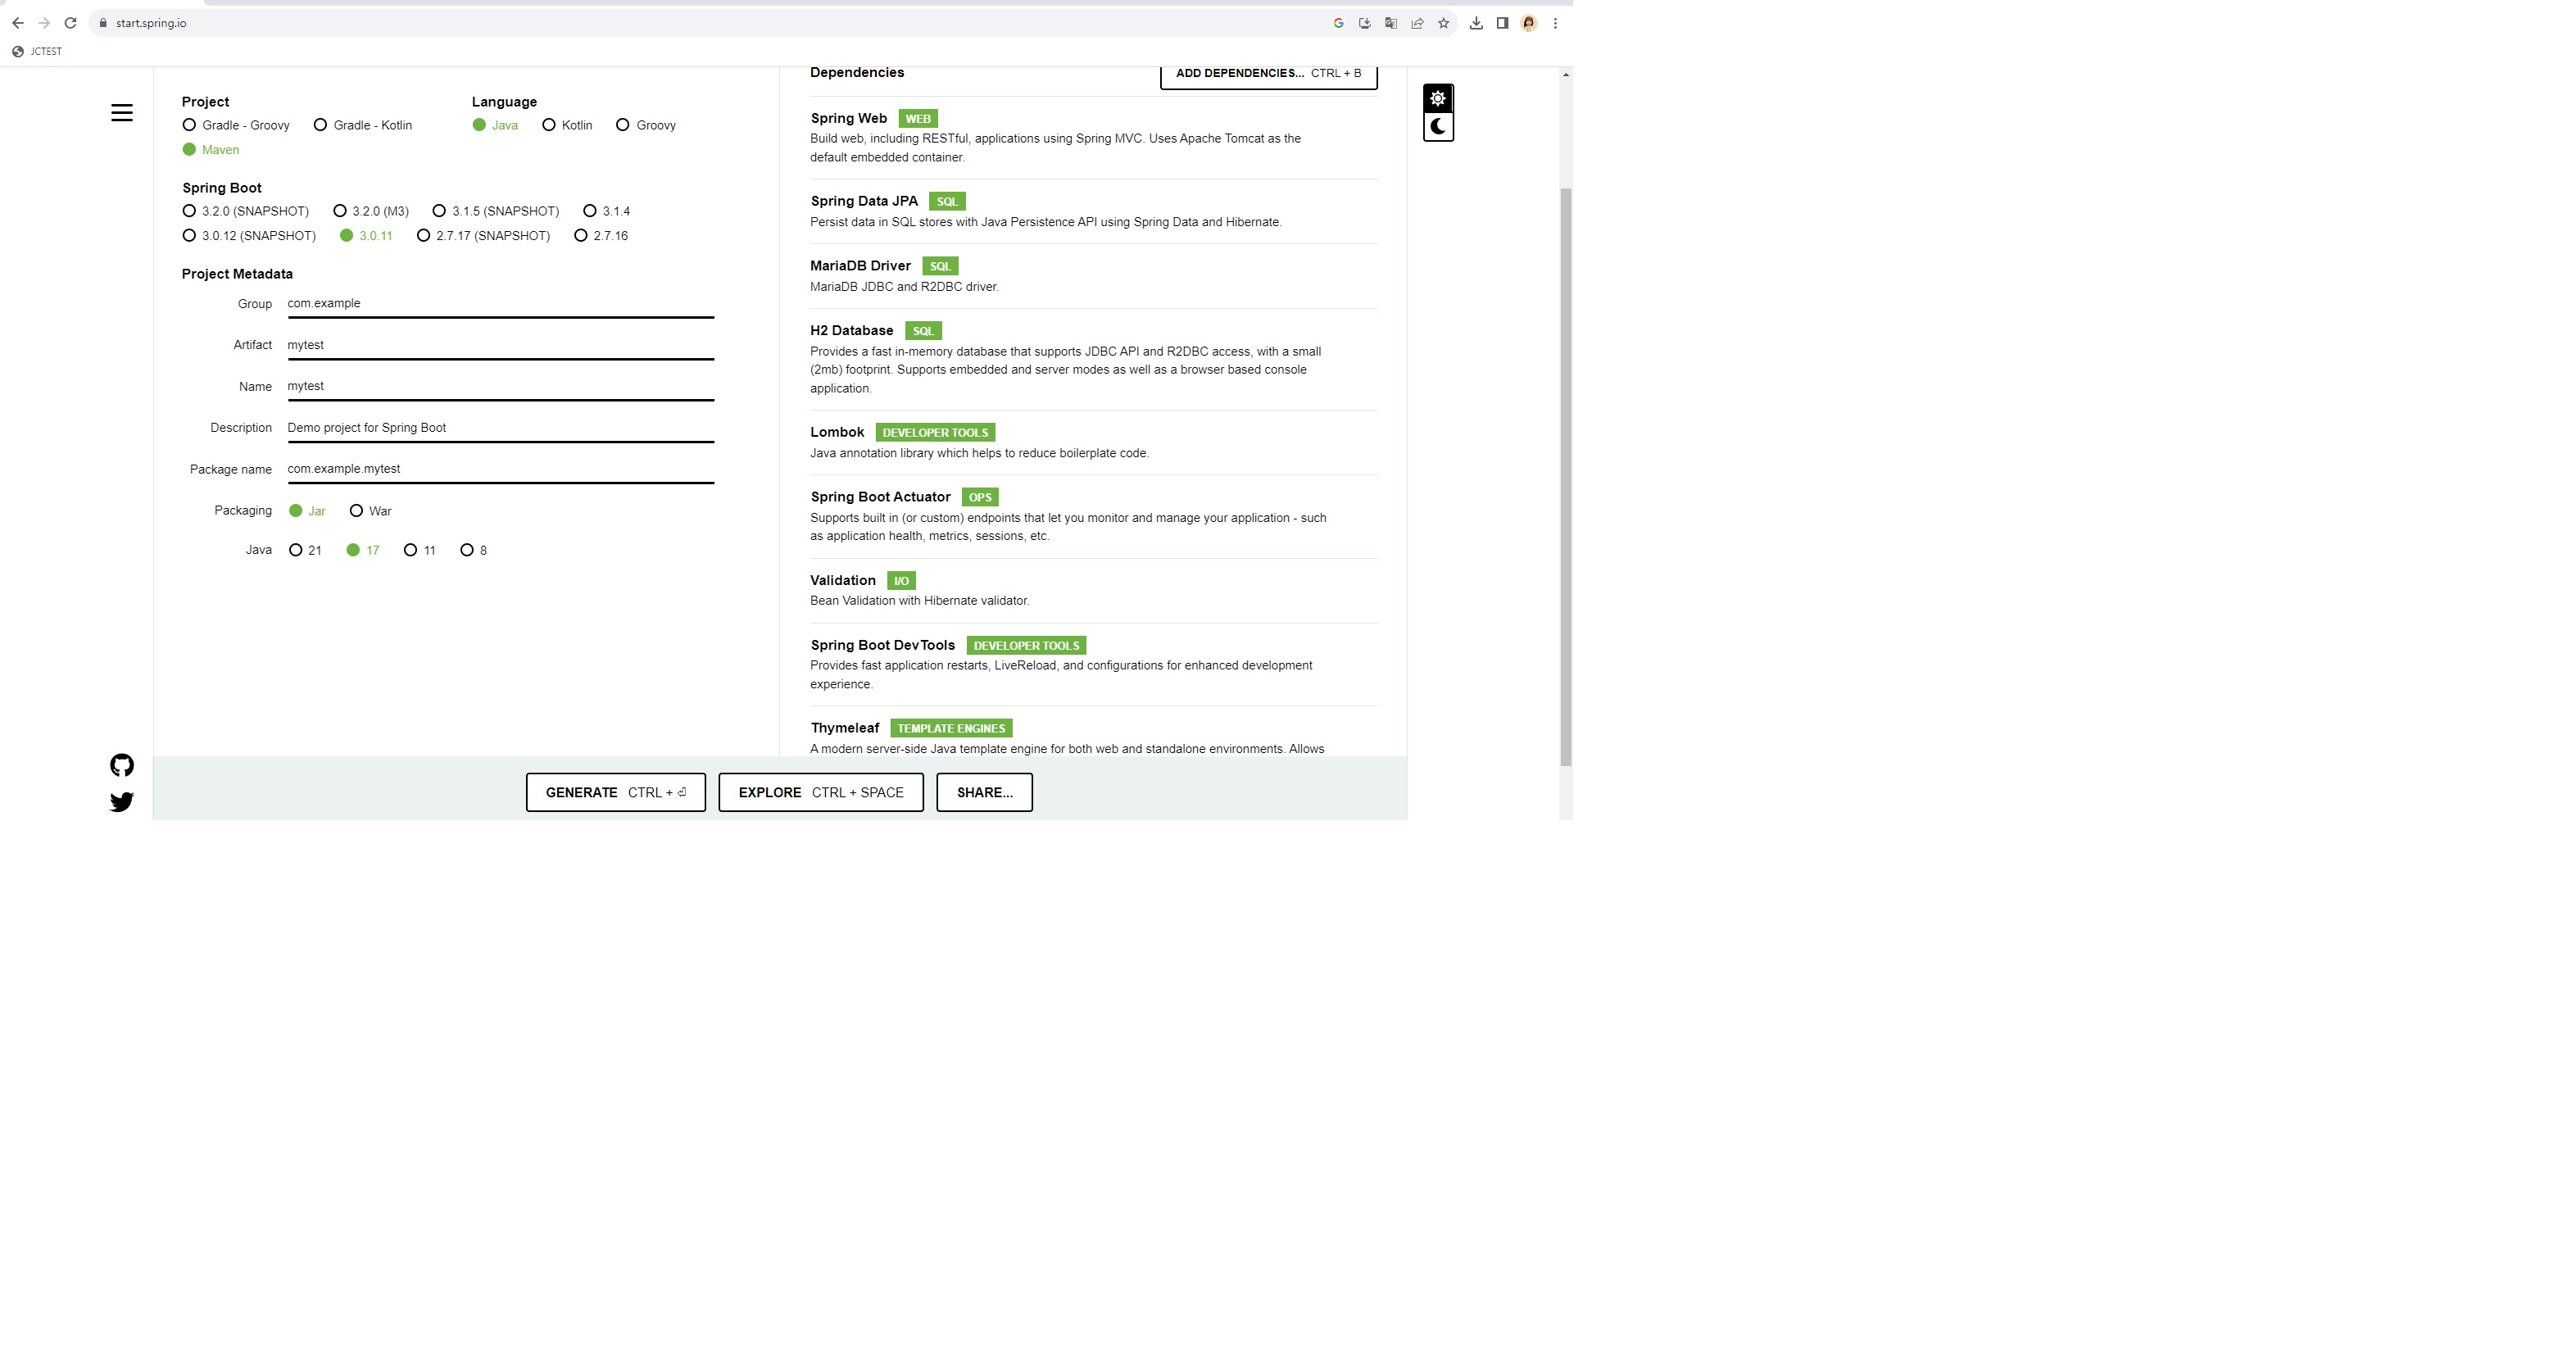 start.spring.io
JCTEST
Project
Gradle - Groovy Gradle - Kotlin
Maven
Language
Java Kotlin Groovy
Spring Boot
3.2.0 (SNAPSHOT) 3.2.0 (M3) 3.1.5 (SNAPSHOT) 3.1.4
3.0.12 (SNAPSHOT) 3.0.11 2.7.17 (SNAPSHOT) 2.7.16
Project Metadata
Group com.example
Artifact mytest
Name mytest
Description Demo project for Spring Boot
Package name com.example.mytest
Packaging Jar War
Java 21 17 11 8
Dependencies ADD DEPENDENCIES... CTRL + B
Spring Web WEB
Build web, including RESTful, applications using Spring MVC. Uses Apache Tomcat as the
default embedded container.
Spring Data JPA SQL
Persist data in SQL stores with Java Persistence API using Spring Data and Hibernate.
MariaDB Driver SQL
MariaDB JDBC and R2DBC driver.
H2 Database SQL
Provides a fast in-memory database that supports JDBC API and R2DBC access, with a small
(2mb) footprint. Supports embedded and server modes as well as a browser based console
application.
Lombok DEVELOPER TOOLS
Java annotation library which helps to reduce boilerplate code.
Spring Boot Actuator OPS
Supports built in (or custom) endpoints that let you monitor and manage your application - such
as application health, metrics, sessions, etc.
Validation I/O
Bean Validation with Hibernate validator.
Spring Boot DevTools DEVELOPER TOOLS
Provides fast application restarts, LiveReload, and configurations for enhanced development
experience.
Thymeleaf TEMPLATE ENGINES
A modern server-side Java template engine for both web and standalone environments. Allows
GENERATE CTRL + ⏎ EXPLORE CTRL + SPACE SHARE...